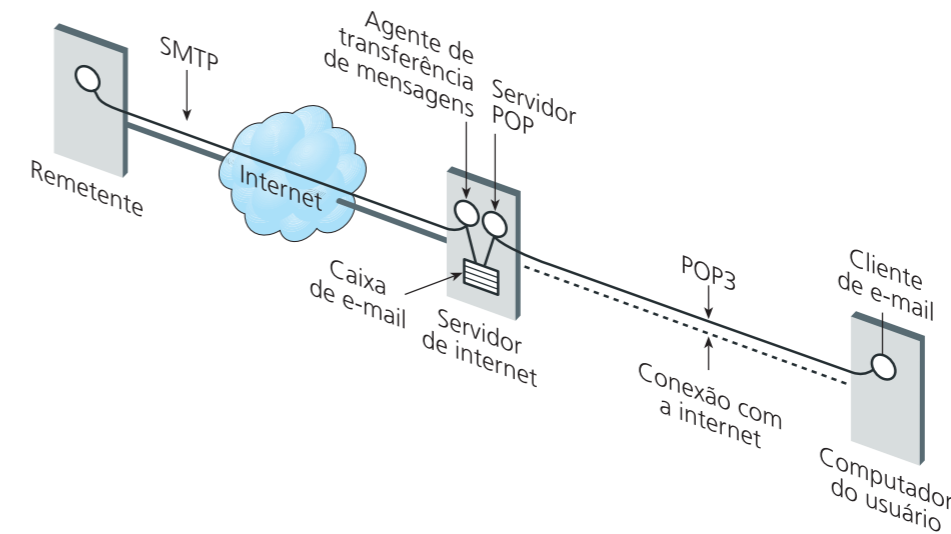 SMTP
Remetente
Internet
Agente de
transferência
de mensagens
Servidor
POP
Caixa
de e-mail
Servidor
de internet
POP3
Conexão com
a internet
Cliente
de e-mail
Computador
do usuário